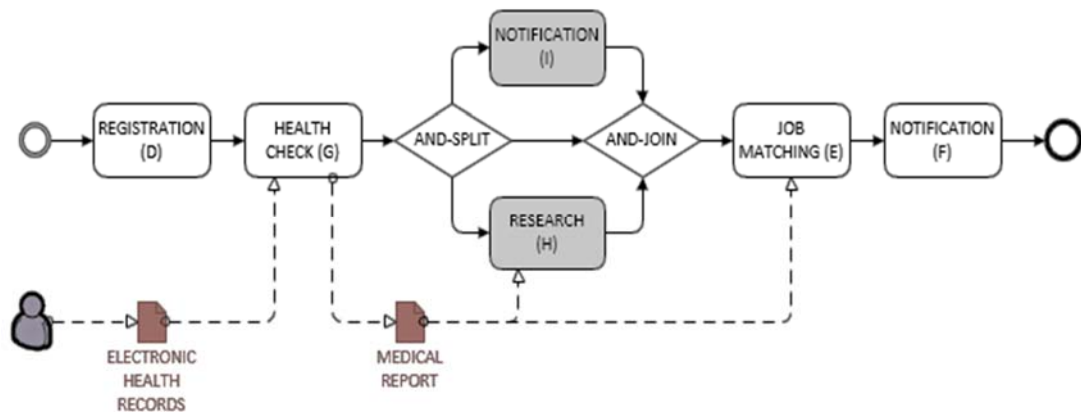 NOTIFICATION
(I)
REGISTRATION
(D)
HEALTH
CHECK (G)
AND-SPLIT
AND-JOIN
JOB
MATCHING (E)
NOTIFICATION
(F)
RESEARCH
(H)
ELECTRONIC
HEALTH
RECORDS
MEDICAL
REPORT